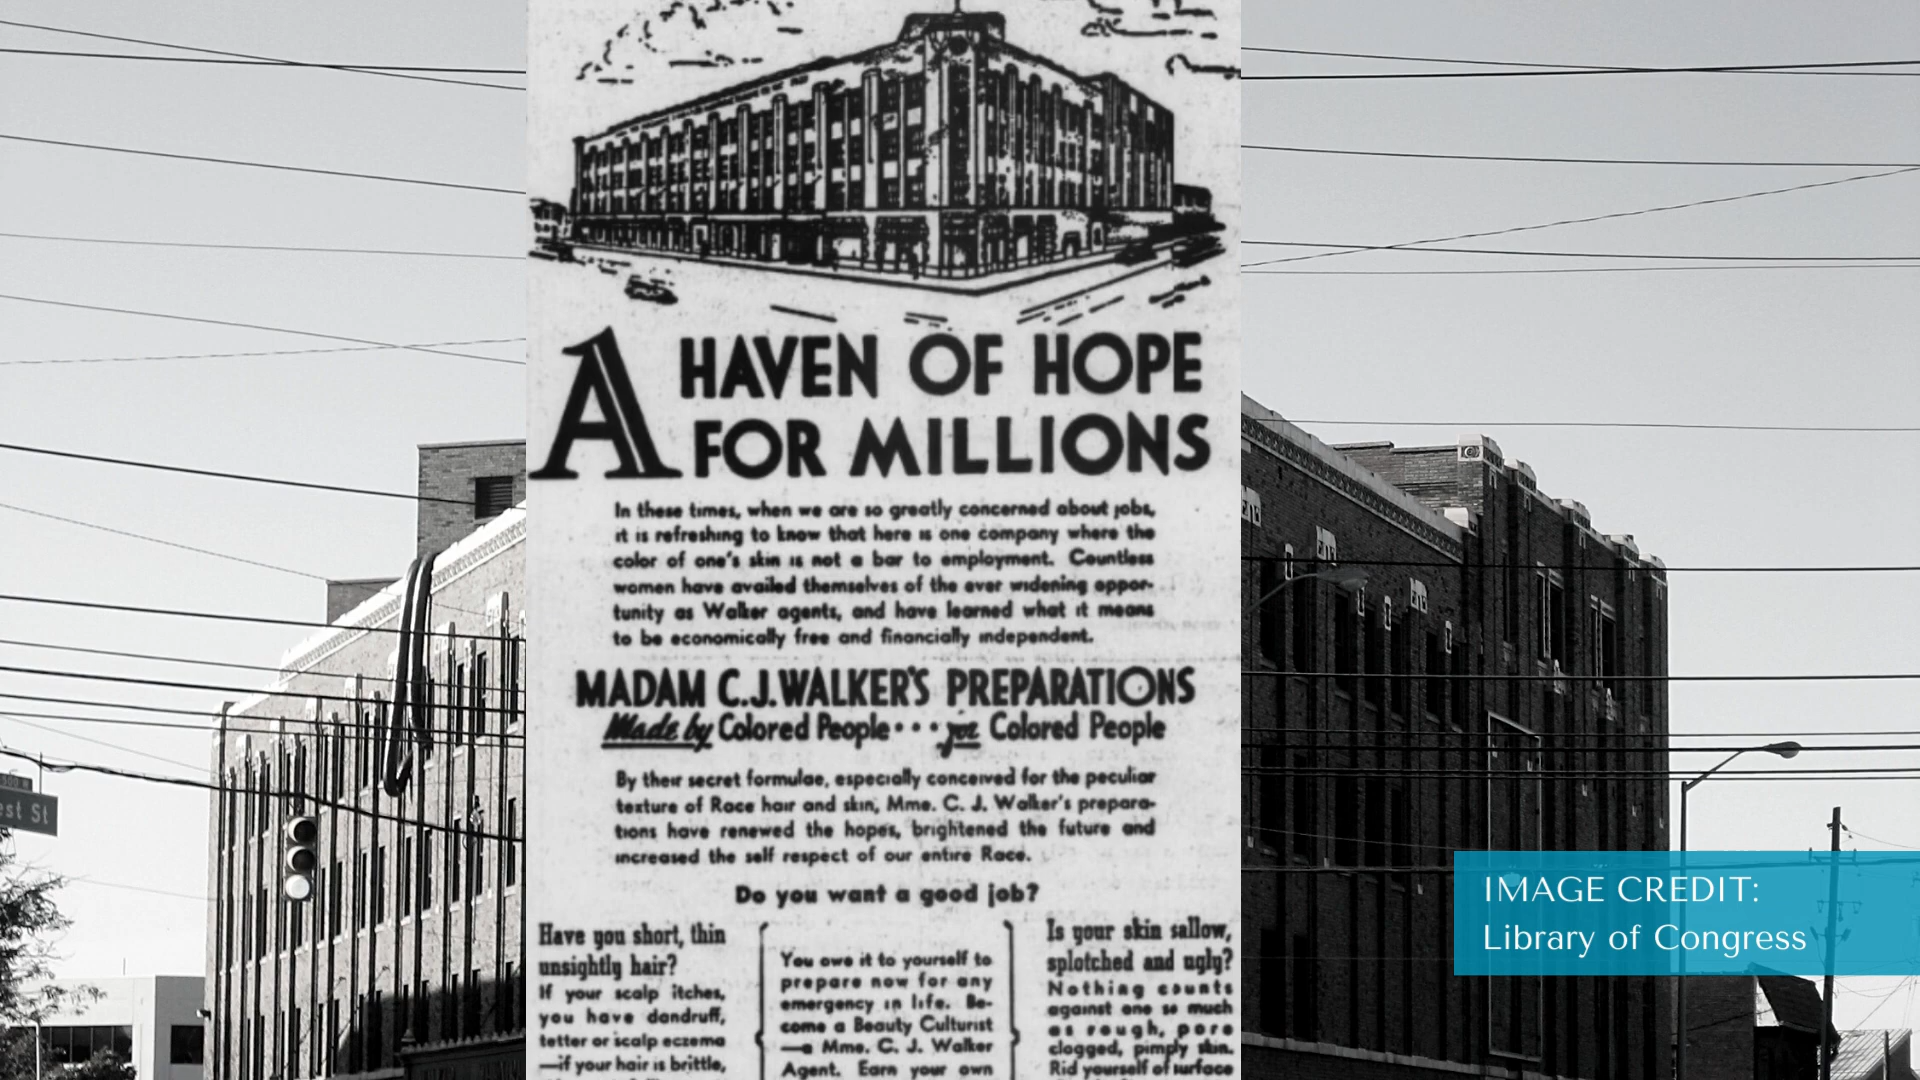 A HAVEN OF HOPE
FOR MILLIONS
In these times, when we are so greatly concerned about jobs,
it is refreshing to know that here is one company where the
color of one's skin is not a bar to employment. Countless
women have availed themselves of the ever widening oppor-
tunity as Walker agents, and have learned what it means
to be economically free and financially independent.
MADAM C.J. WALKER'S PREPARATIONS
Made by Colored People • • • for Colored People
By their secret formulae, especially conceived for the peculiar
texture of Race hair and skin, Mme. C. J. Walker's prepara-
tions have renewed the hopes, brightened the future and
increased the self respect of our entire Race.
Do you want a good job?
Have you short, thin
unsightly hair?
If your scalp itches,
you have dandruff,
tetter or scalp eczema
—if your hair is brittle,
You owe it to yourself to
prepare now for any
emergency in life. Be-
come a Beauty Culturist
—a Mme. C. J. Walker
Agent. Earn your own
Is your skin sallow,
splotched and ugly?
Nothing counts
against one so much
as rough, pore
clogged, pimply skin.
Rid yourself of surface
est St
IMAGE CREDIT:
Library of Congress